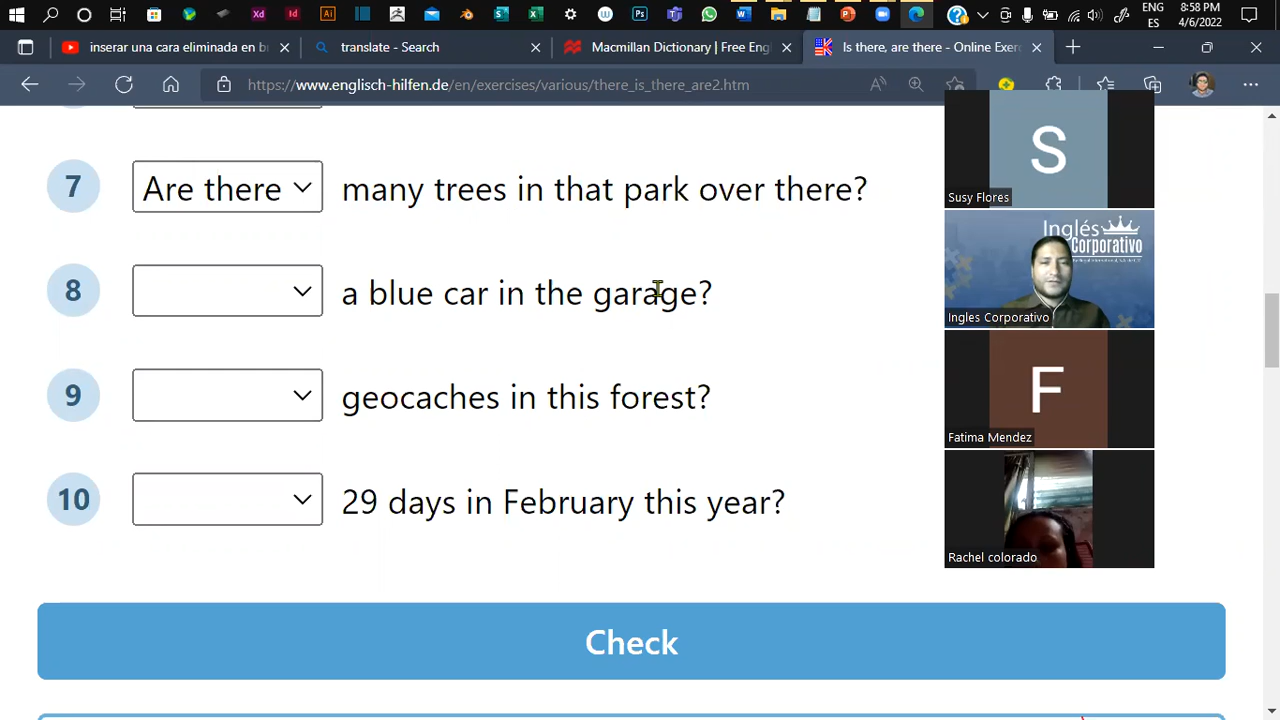 ENG 8:58 PM
ES 4/6/2022
inserir una cara eliminada en b
translate - Search
Macmillan Dictionary | Free Eng
Is there, are there - Online Exer
https://www.englisch-hilfen.de/en/exercises/various/there_is_there_are2.htm
7 Are there many trees in that park over there?
8 a blue car in the garage?
9 geocaches in this forest?
10 29 days in February this year?
Check
S
Susy Flores
Inglés
Corporativo
Ingles Corporativo
F
Fatima Mendez
Rachel colorado